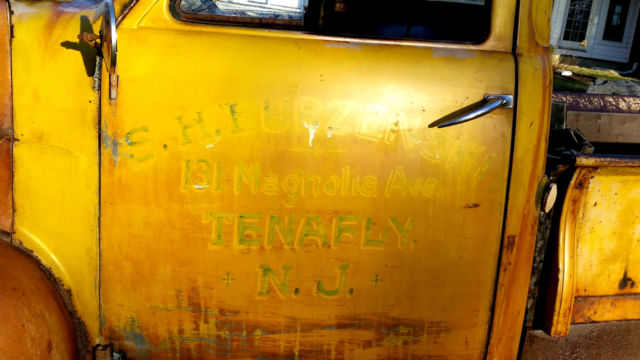 S. H.
131 Magnolia Ave.
TENAFLY.
N. J.